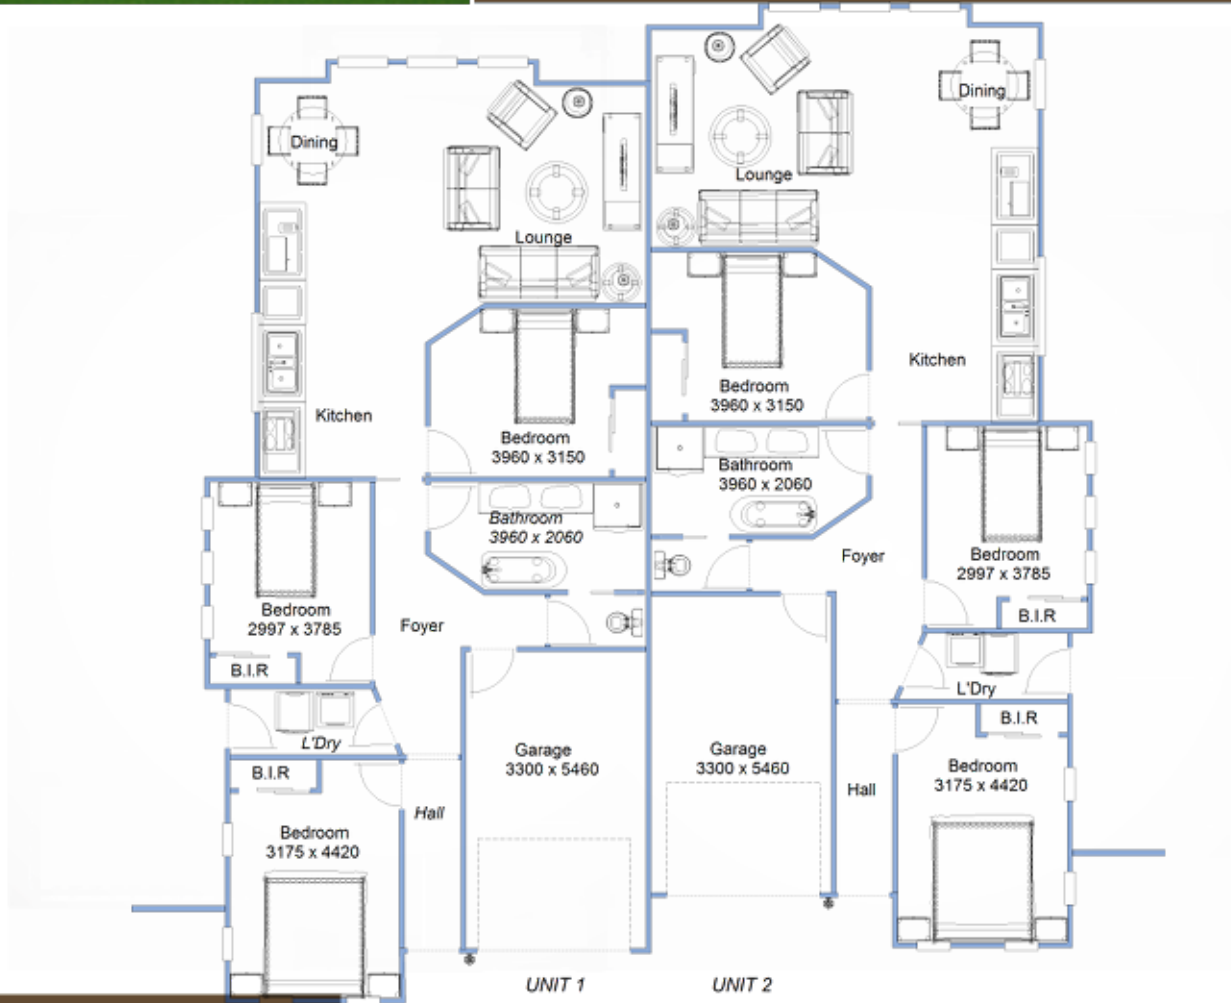 Dining
Lounge
Kitchen
Bedroom
3960 x 3150
Bathroom
3960 x 2060
Bedroom
2997 x 3785
B.I.R
Foyer
L'Dry
B.I.R
Bedroom
3175 x 4420
Hall
Garage
3300 x 5460
UNIT 1
Dining
Lounge
Kitchen
Bedroom
3960 x 3150
Bathroom
3960 x 2060
Foyer
Bedroom
2997 x 3785
B.I.R
L'Dry
B.I.R
Bedroom
3175 x 4420
Hall
Garage
3300 x 5460
UNIT 2